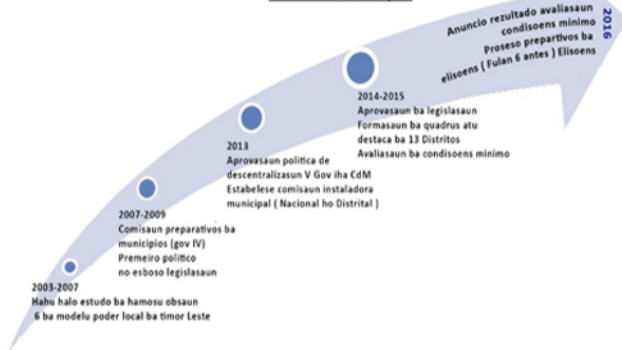 2003-2007
Hahu halo estudo ba hamosu obsaun
6 ba modelu poder local ba timor Leste
2007-2009
Comisaun preparativos ba
municipios (gov IV)
Premeiro politico
no esboso legislasaun
2013
Aprovasaun politica de
descentralizasaun V Gov iha CdM
Estabelese comisaun instaladora
municipal ( Nacional ho Distrital )
2014-2015
Aprovasaun ba legislasaun
Formasaun ba quadrus atu
destaca ba 13 Distritos
Avaliasaun ba condisoens minimo
Anuncio rezultado avaliasaun
condisoens minimo
Proseso prepartivos ba
elisoens ( Fulan 6 antes ) Elisoens
2016